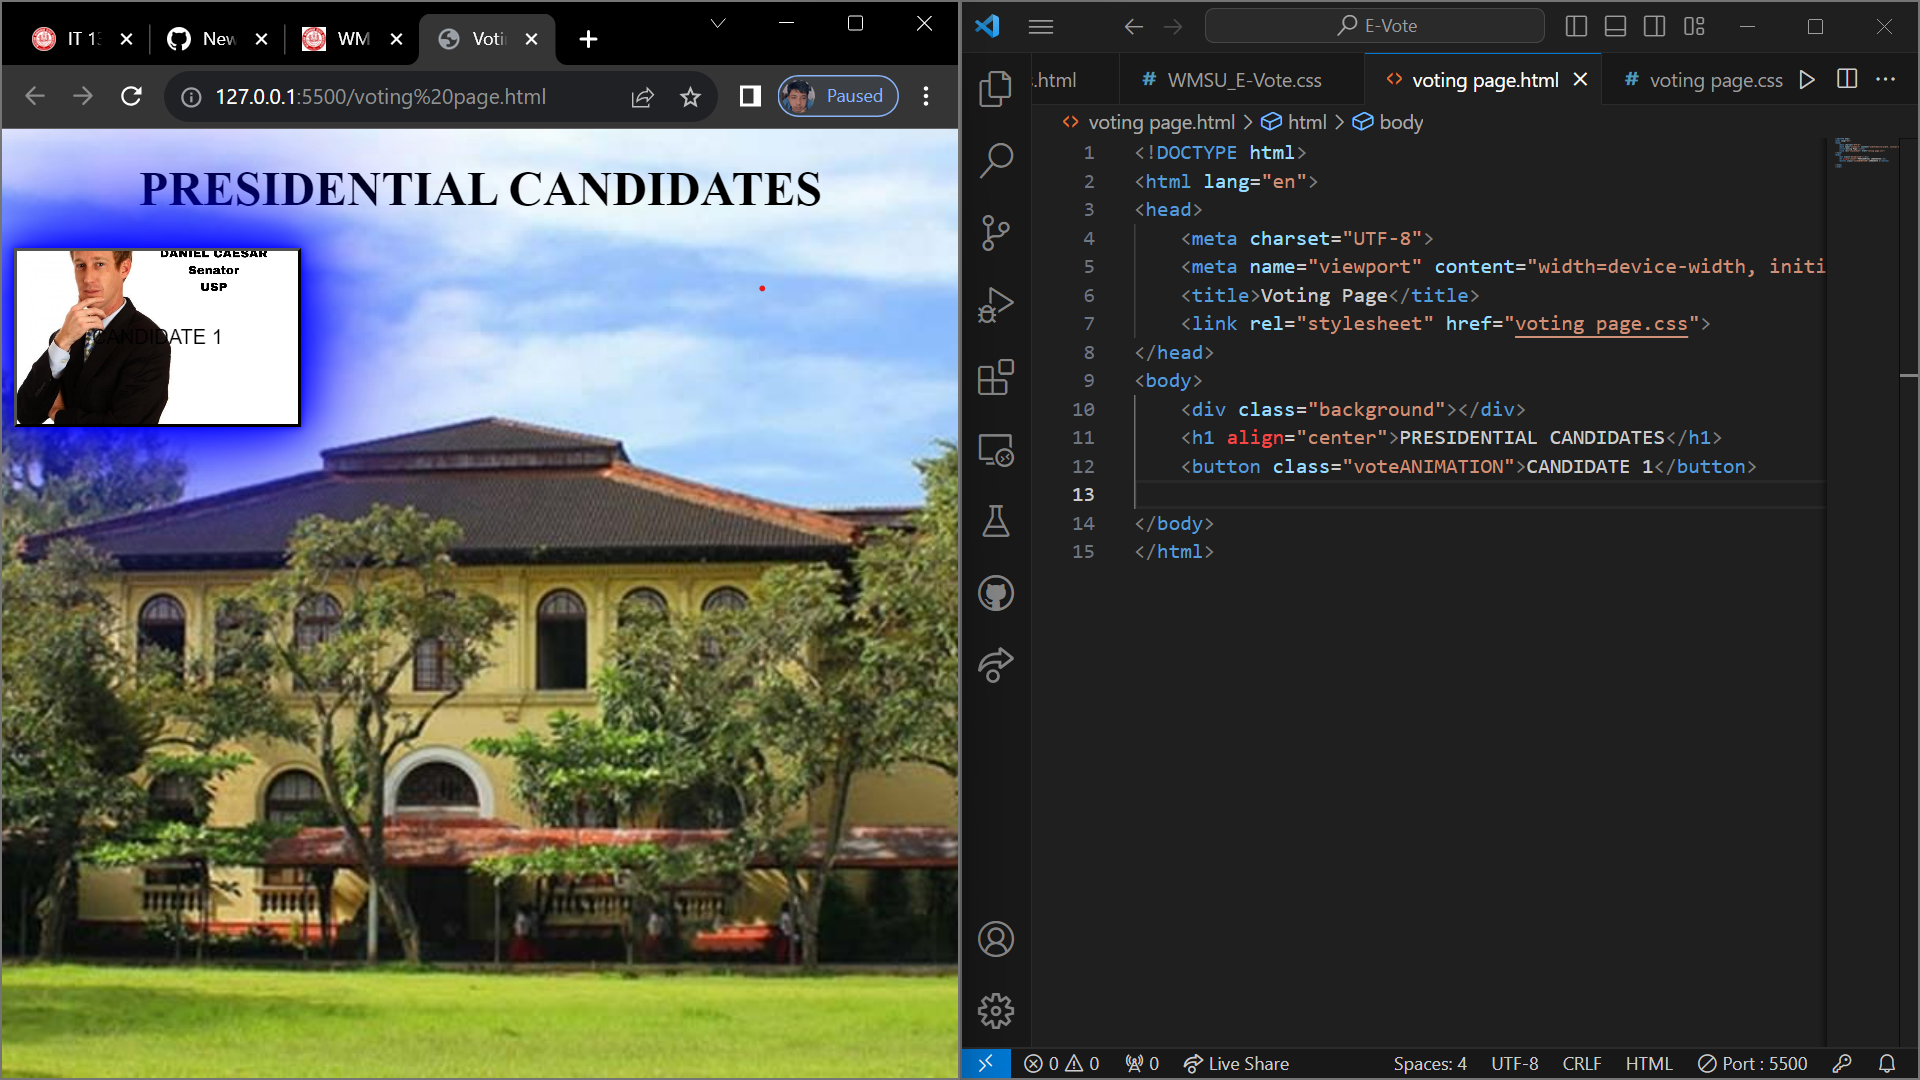 IT 1
New
WM
Voti
127.0.0.1:5500/voting%20page.html
Paused
PRESIDENTIAL CANDIDATES
DANIEL CAESAR
Senator
USP
CANDIDATE 1
E-Vote
s.html
# WMSU_E-Vote.css
<> voting page.html
# voting page.css
<> voting page.html > html > body
1 <!DOCTYPE html>
2 <html lang="en">
3 <head>
4 <meta charset="UTF-8">
5 <meta name="viewport" content="width=device-width, initi
6 <title>Voting Page</title>
7 <link rel="stylesheet" href="voting page.css">
8 </head>
9 <body>
10 <div class="background"></div>
11 <h1 align="center">PRESIDENTIAL CANDIDATES</h1>
12 <button class="voteANIMATION">CANDIDATE 1</button>
13
14 </body>
15 </html>
0 0 0 Live Share Spaces: 4 UTF-8 CRLF HTML Port : 5500